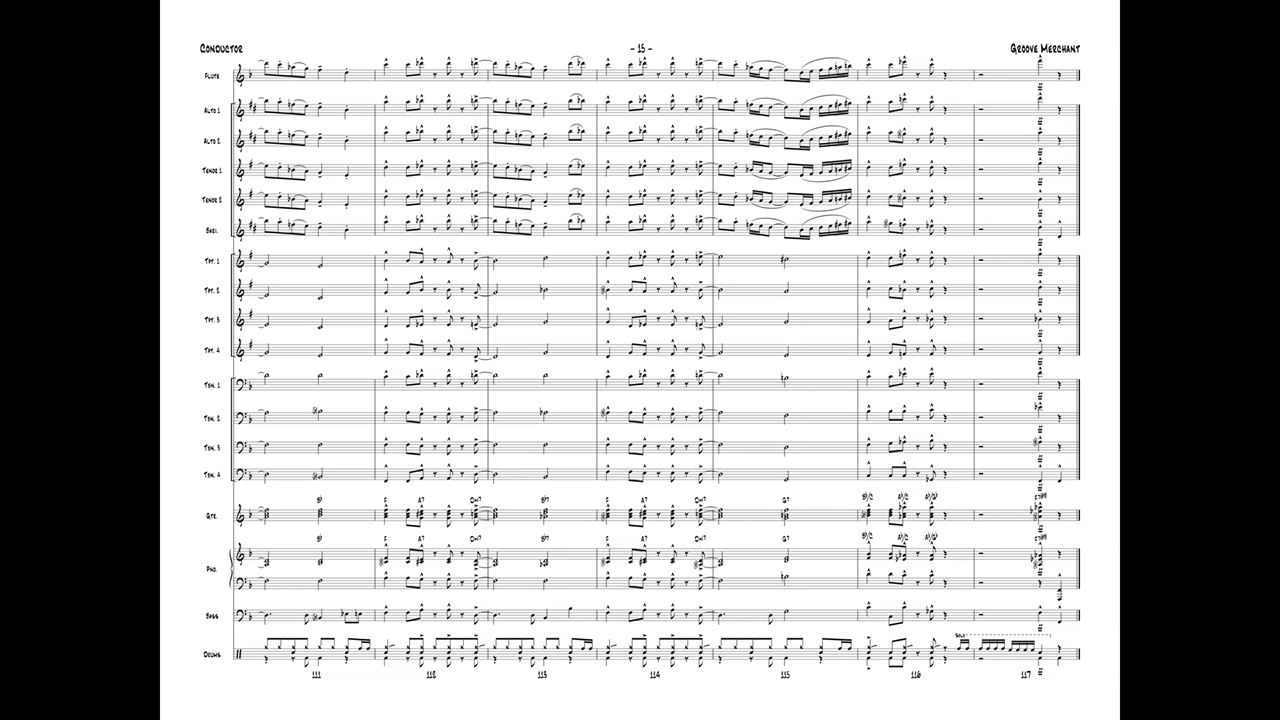 CONDUCTOR - 15 - GROOVE MERCHANT
FLUTE
ALTO 1
ALTO 2
TENOR 1
TENOR 2
BARI.
TPT. 1
TPT. 2
TPT. 3
TPT. 4
TBN. 1
TBN. 2
TBN. 3
TBN. 4
GTR.
PNO.
BASS
SOLO
DRUMS
111 112 113 114 115 116 117